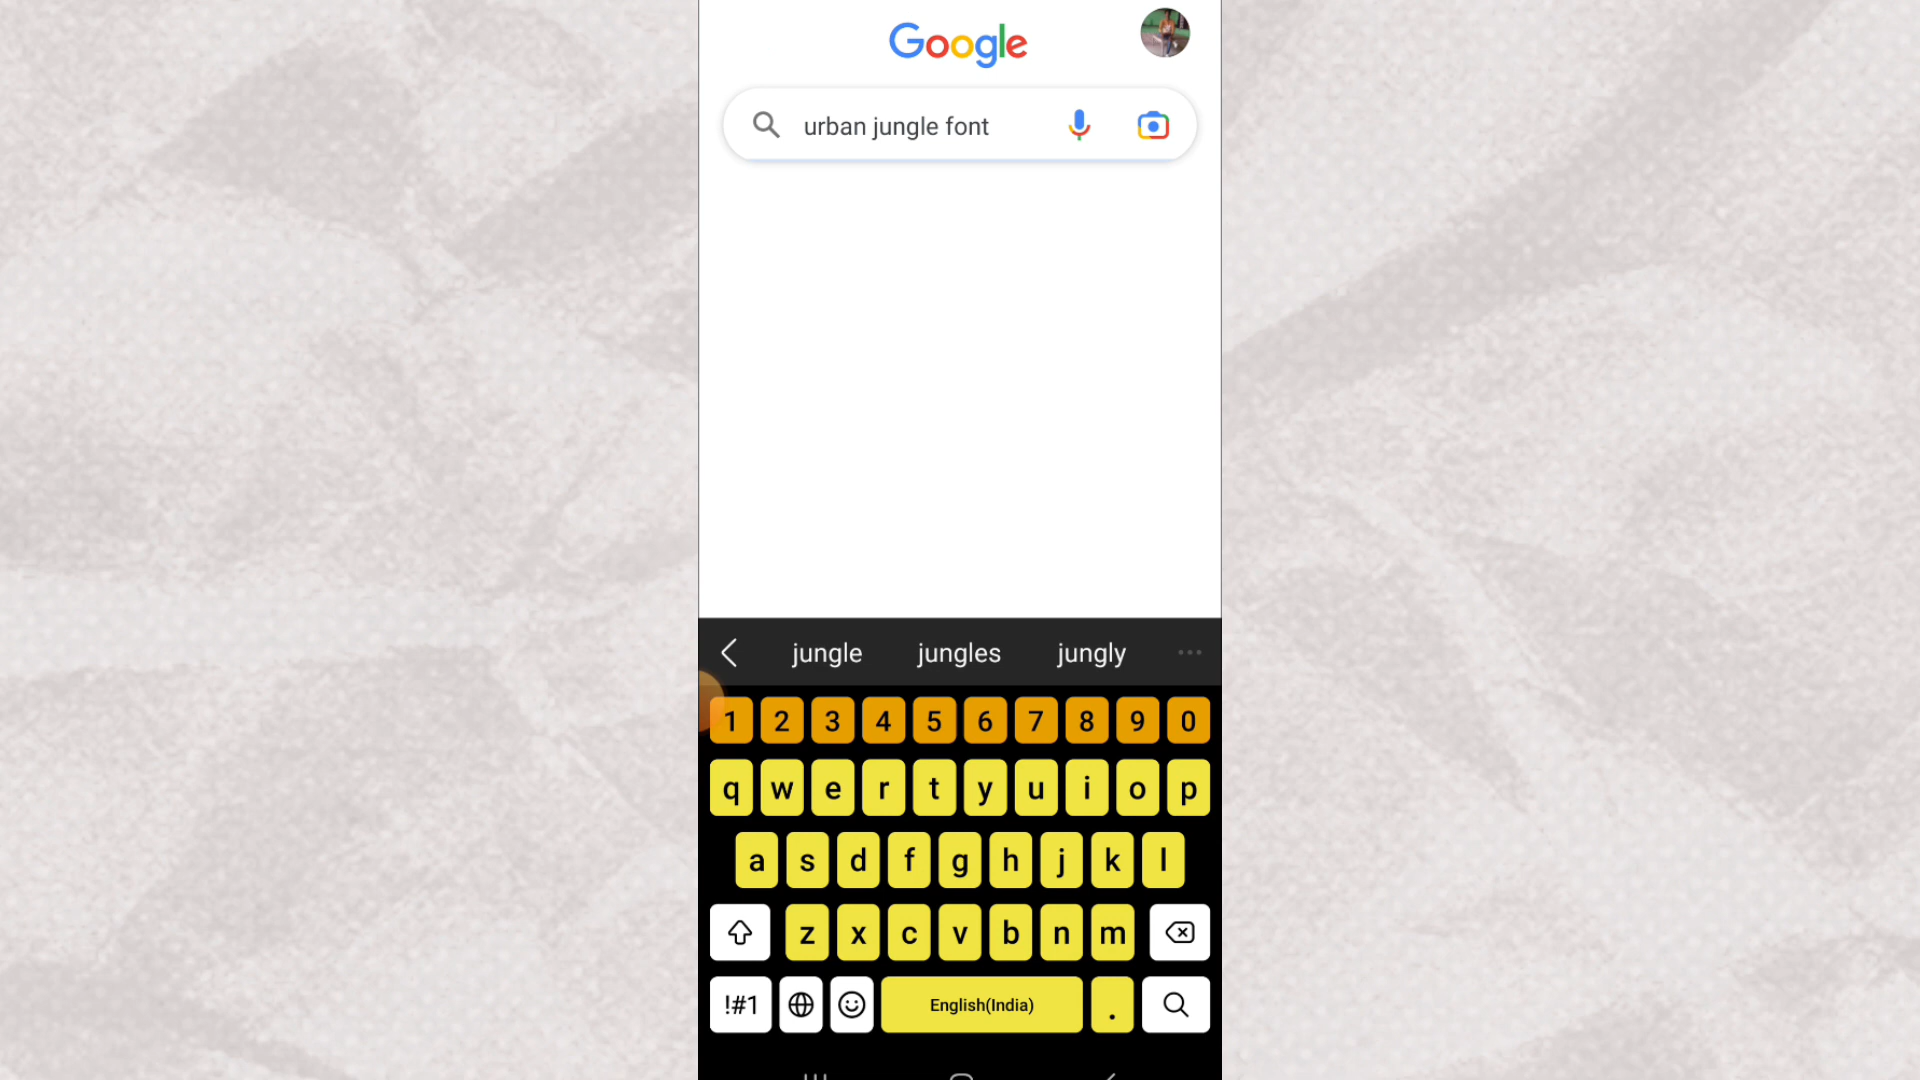 Google
urban jungle font
jungle jungles jungly
1 2 3 4 5 6 7 8 9 0
q w e r t y u i o p
a s d f g h j k l
z x c v b n m
!#1 English(India) .